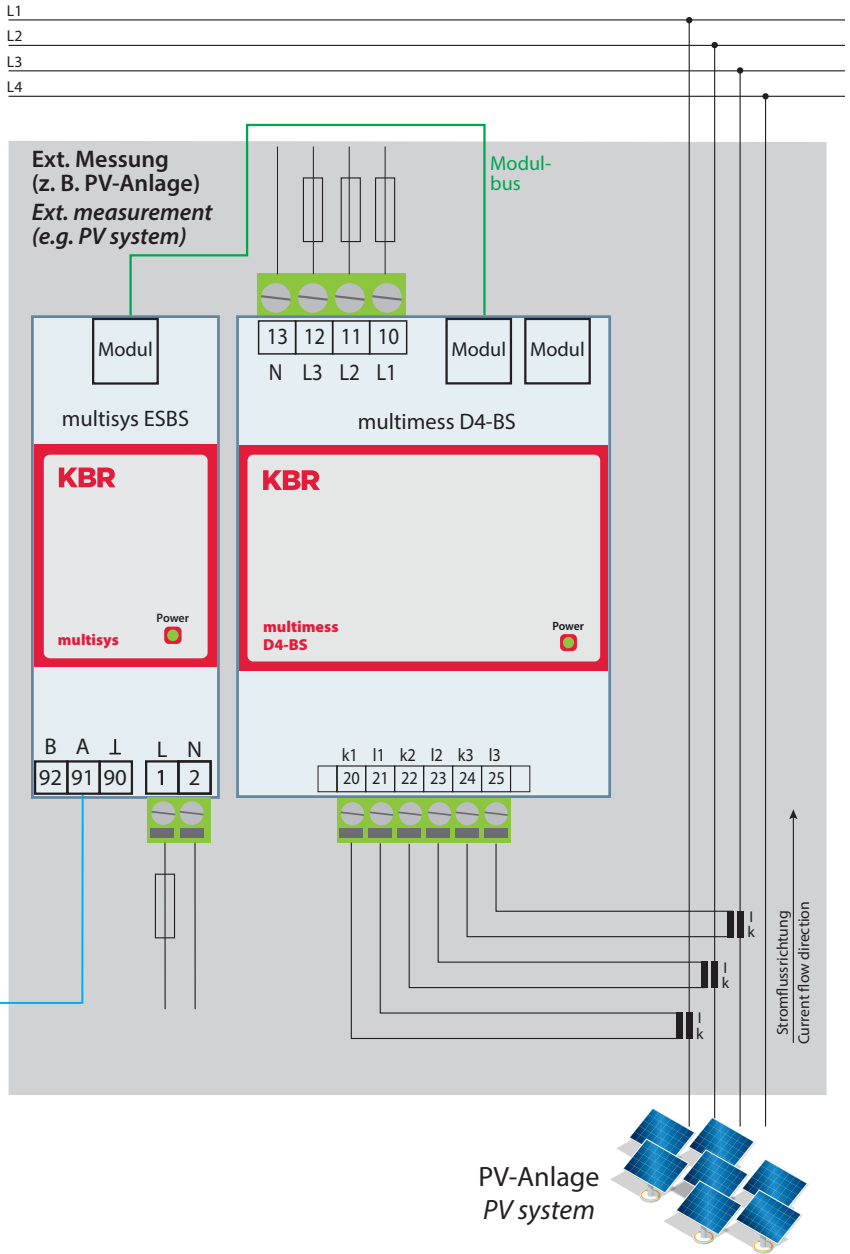 L1
L2
L3
L4
Ext. Messung
(z. B. PV-Anlage)
Ext. measurement
(e.g. PV system)
Modul-
bus
Modul
multisys ESBS
KBR
Power
multisys
B A ⊥ L N
92 91 90 1 2
13 12 11 10
N L3 L2 L1
Modul Modul
multimess D4-BS
KBR
multimess
D4-BS
Power
k1 l1 k2 l2 k3 l3
20 21 22 23 24 25
l
k
l
k
l
k
Stromflussrichtung
Current flow direction
PV-Anlage
PV system